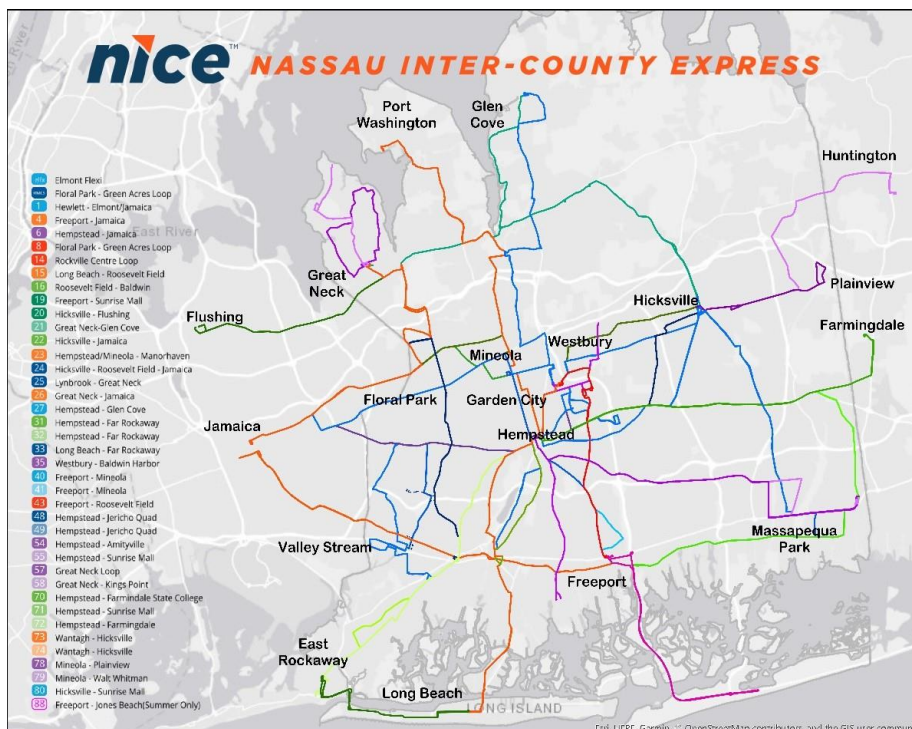 nice™ NASSAU INTER-COUNTY EXPRESS
Port Washington
Glen Cove
Huntington
Great Neck
Flushing
Hicksville
Plainview
Farmingdale
Mineola
Westbury
Floral Park
Garden City
Jamaica
Hempstead
Valley Stream
Massapequa Park
Freeport
East Rockaway
Long Beach
LONG ISLAND
East River
Elmont Flexi
Floral Park - Green Acres Loop
1 Hewlett - Elmont/Jamaica
4 Freeport - Jamaica
6 Hempstead - Jamaica
8 Floral Park - Green Acres Loop
14 Rockville Centre Loop
15 Long Beach - Roosevelt Field
16 Roosevelt Field - Baldwin
19 Freeport - Sunrise Mall
20 Hicksville - Flushing
21 Great Neck-Glen Cove
22 Hicksville - Jamaica
23 Hempstead/Mineola - Manorhaven
24 Hicksville - Roosevelt Field - Jamaica
25 Lynbrook - Great Neck
26 Great Neck - Jamaica
27 Hempstead - Glen Cove
31 Hempstead - Far Rockaway
32 Hempstead - Far Rockaway
33 Long Beach - Far Rockaway
35 Westbury - Baldwin Harbor
40 Freeport - Mineola
41 Freeport - Mineola
43 Freeport - Roosevelt Field
48 Hempstead - Jericho Quad
49 Hempstead - Jericho Quad
54 Hempstead - Amityville
55 Hempstead - Sunrise Mall
57 Great Neck Loop
58 Great Neck - Kings Point
70 Hempstead - Farmindale State College
71 Hempstead - Sunrise Mall
72 Hempstead - Farmingdale
73 Wantagh - Hicksville
74 Wantagh - Hicksville
78 Mineola - Plainview
79 Mineola - Walt Whitman
80 Hicksville - Sunrise Mall
88 Freeport - Jones Beach(Summer Only)